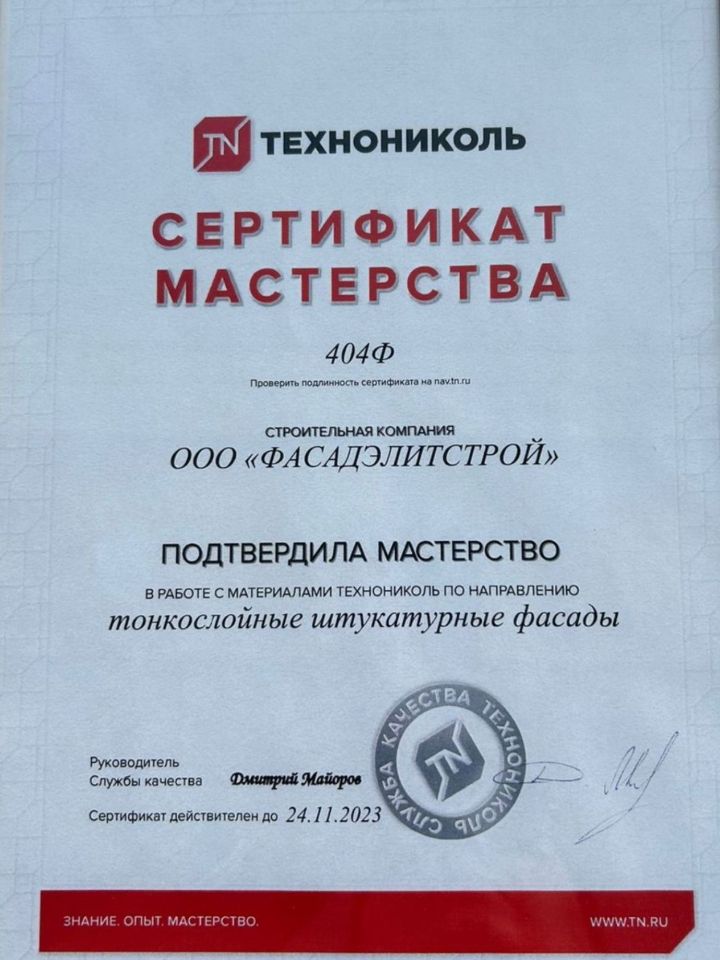 TN ТЕХНОНИКОЛЬ
СЕРТИФИКАТ
МАСТЕРСТВА
404Ф
Проверить подлинность сертификата на nav.tn.ru
СТРОИТЕЛЬНАЯ КОМПАНИЯ
ООО «ФАСАДЭЛИТСТРОЙ»
ПОДТВЕРДИЛА МАСТЕРСТВО
В РАБОТЕ С МАТЕРИАЛАМИ ТЕХНОНИКОЛЬ ПО НАПРАВЛЕНИЮ
тонкослойные штукатурные фасады
Руководитель
Службы качества Дмитрий Майоров
СЛУЖБА КАЧЕСТВА ТЕХНОНИКОЛЬ
TN
Сертификат действителен до 24.11.2023
ЗНАНИЕ. ОПЫТ. МАСТЕРСТВО. WWW.TN.RU